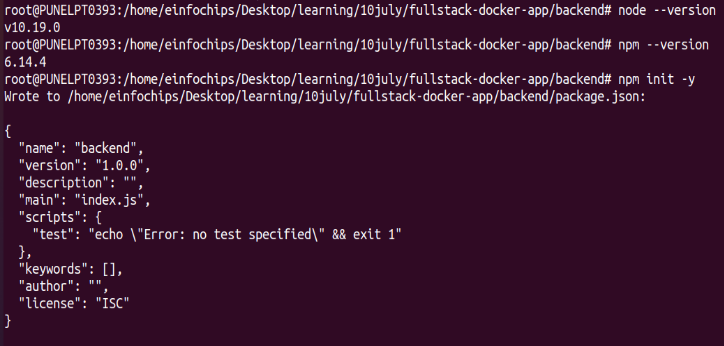 root@PUNELPT0393:/home/einfochips/Desktop/learning/10july/fullstack-docker-app/backend# node --version
v10.19.0
root@PUNELPT0393:/home/einfochips/Desktop/learning/10july/fullstack-docker-app/backend# npm --version
6.14.4
root@PUNELPT0393:/home/einfochips/Desktop/learning/10july/fullstack-docker-app/backend# npm init -y
Wrote to /home/einfochips/Desktop/learning/10july/fullstack-docker-app/backend/package.json:

{
  "name": "backend",
  "version": "1.0.0",
  "description": "",
  "main": "index.js",
  "scripts": {
    "test": "echo \"Error: no test specified\" && exit 1"
  },
  "keywords": [],
  "author": "",
  "license": "ISC"
}